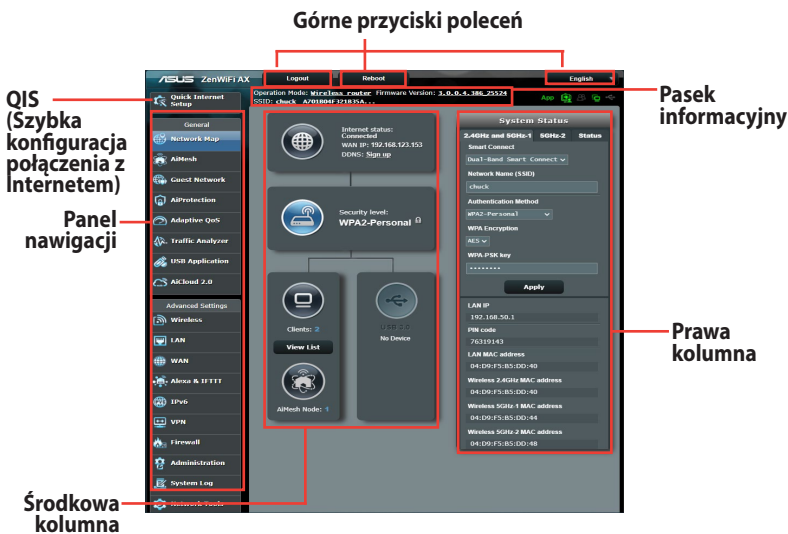 Górne przyciski poleceń
ASUS ZenWiFi AX
Logout
Reboot
English
QIS
(Szybka
konfiguracja
połączenia z
Internetem)
Quick Internet
Setup
Operation Mode: Wireless router Firmware Version: 3.0.0.4.386_25524
SSID: chuck A701B04F321B35A...
App
Pasek
informacyjny
General
Network Map
AiMesh
Guest Network
AiProtection
Adaptive QoS
Traffic Analyzer
USB Application
AiCloud 2.0
Panel
nawigacji
Advanced Settings
Wireless
LAN
WAN
Alexa & IFTTT
IPv6
VPN
Firewall
Administration
System Log
Network Tools
Internet status:
Connected
WAN IP: 192.168.123.153
DDNS: Sign up
Security level:
WPA2-Personal
Clients: 2
View List
AiMesh Node: 1
USB 3.0
No Device
System Status
2.4GHz and 5GHz-1 5GHz-2 Status
Smart Connect
Dual-Band Smart Connect
Network Name (SSID)
chuck
Authentication Method
WPA2-Personal
WPA Encryption
AES
WPA-PSK key
••••••••
Apply
LAN IP
192.168.50.1
PIN code
76319143
LAN MAC address
04:D9:F5:B5:DD:40
Wireless 2.4GHz MAC address
04:D9:F5:B5:DD:40
Wireless 5GHz-1 MAC address
04:D9:F5:B5:DD:44
Wireless 5GHz-2 MAC address
04:D9:F5:B5:DD:48
Prawa
kolumna
Środkowa
kolumna